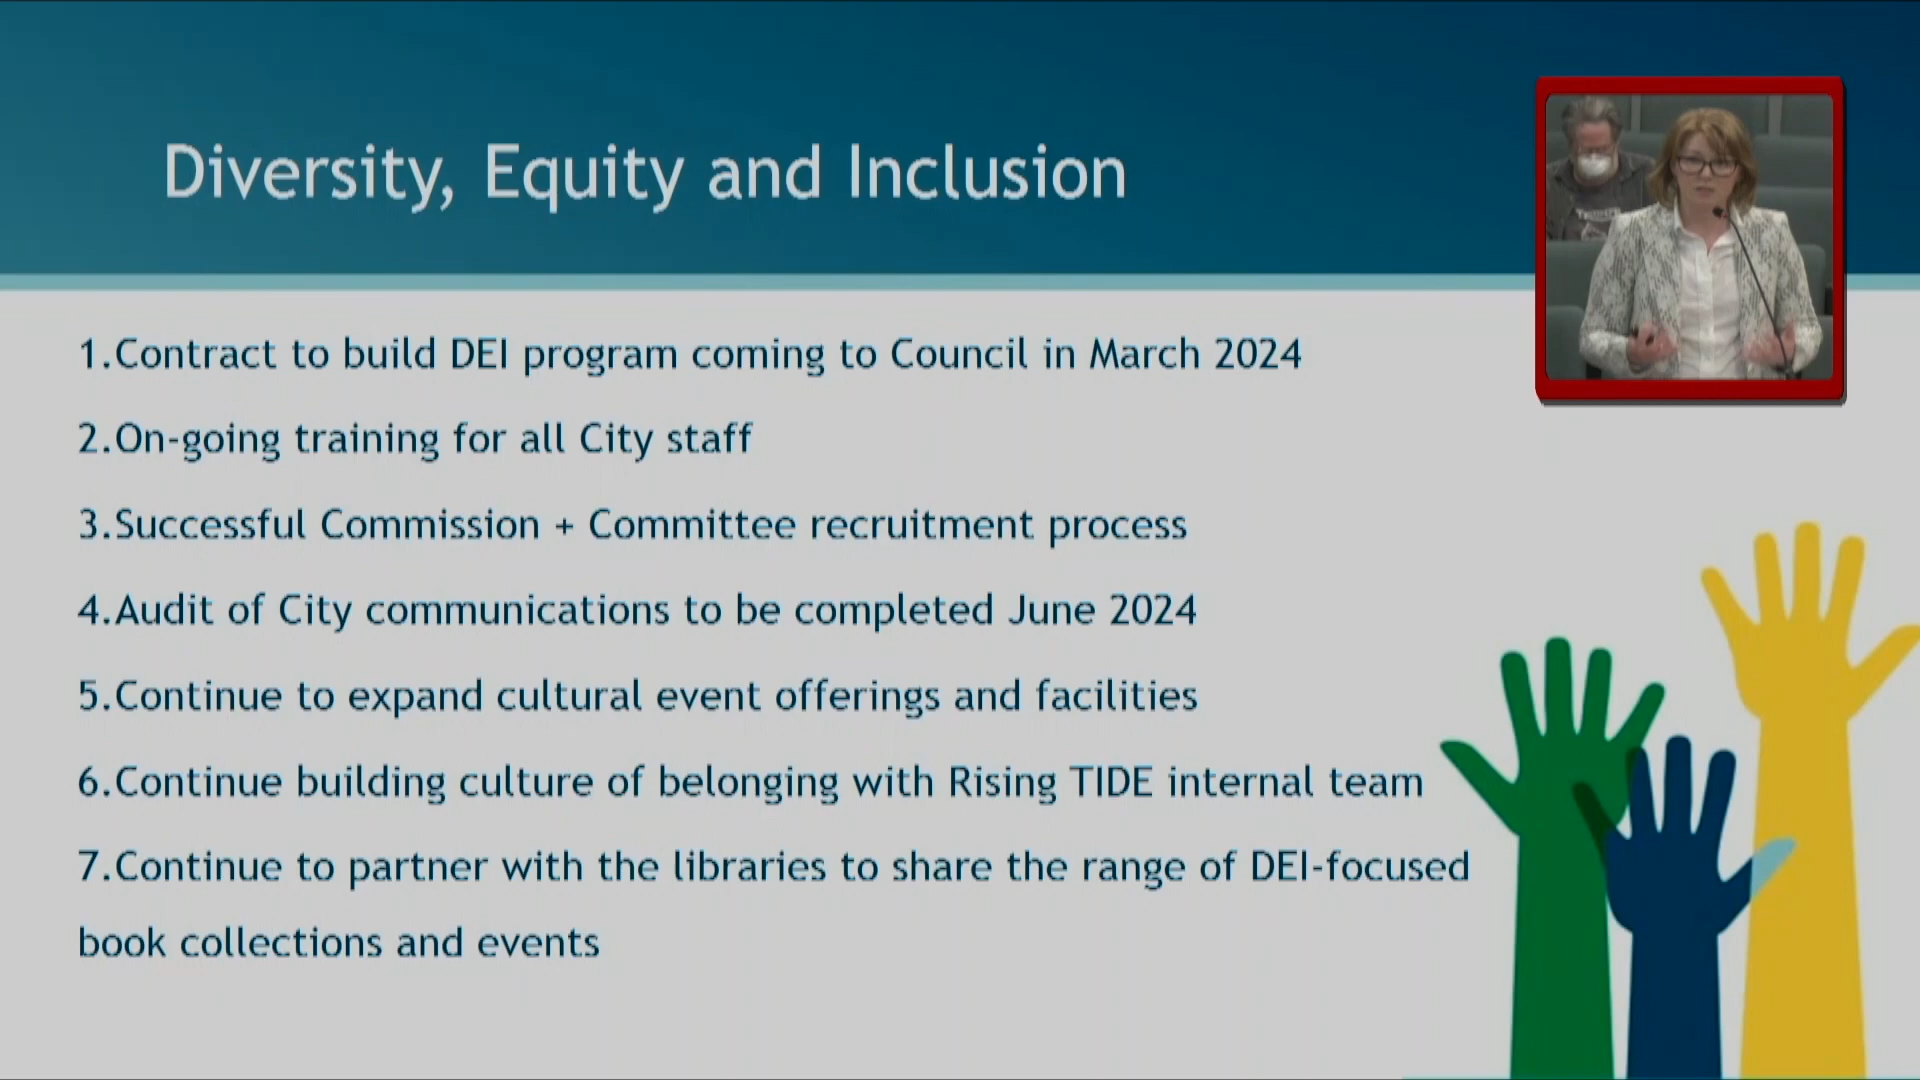 Diversity, Equity and Inclusion
1.Contract to build DEI program coming to Council in March 2024
2.On-going training for all City staff
3.Successful Commission + Committee recruitment process
4.Audit of City communications to be completed June 2024
5.Continue to expand cultural event offerings and facilities
6.Continue building culture of belonging with Rising TIDE internal team
7.Continue to partner with the libraries to share the range of DEI-focused
book collections and events